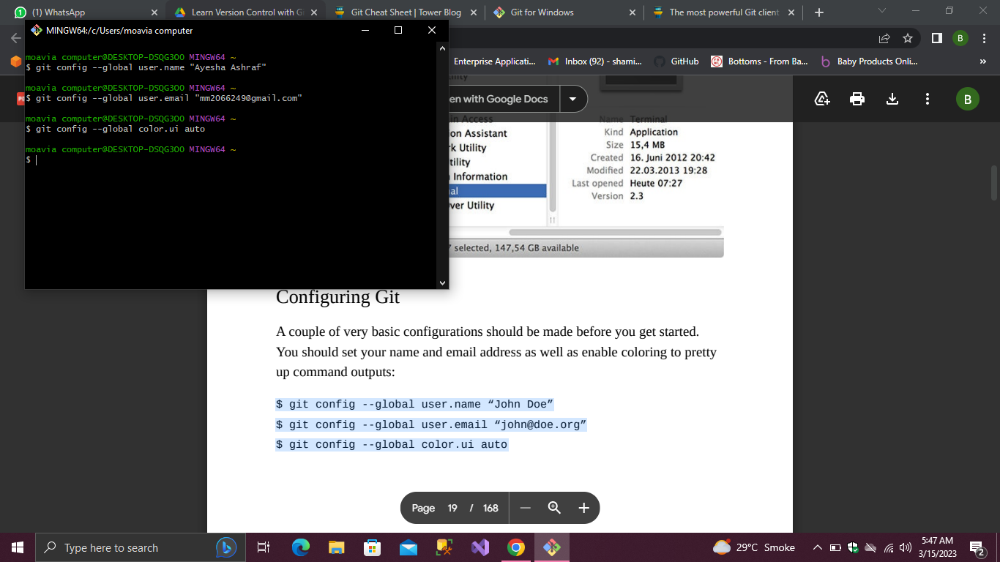 (1) WhatsApp
Learn Version Control with G
Git Cheat Sheet | Tower Blog
Git for Windows
The most powerful Git client
MINGW64:/c/Users/moavia computer
B
Enterprise Applicati...
Inbox (92) - shami...
GitHub
Bottoms - From Ba...
Baby Products Onli...
»
moavia computer@DESKTOP-DSQG3OO MINGW64 ~
$ git config --global user.name "Ayesha Ashraf"
moavia computer@DESKTOP-DSQG3OO MINGW64 ~
$ git config --global user.email "mm2066249@gmail.com"
moavia computer@DESKTOP-DSQG3OO MINGW64 ~
$ git config --global color.ui auto
moavia computer@DESKTOP-DSQG3OO MINGW64 ~
$
en with Google Docs
B
in Access
ion Assistant
rk Utility
tility
n Information
al
over Utility
Name Terminal
Kind Application
Size 15,4 MB
Created 16. Juni 2012 20:42
Modified 22.03.2013 19:28
Last opened Heute 07:27
Version 2.3
selected, 147,54 GB available
Configuring Git
A couple of very basic configurations should be made before you get started.
You should set your name and email address as well as enable coloring to pretty
up command outputs:
$ git config --global user.name “John Doe”
$ git config --global user.email “john@doe.org”
$ git config --global color.ui auto
Page 19 / 168
Type here to search
29°C Smoke
5:47 AM
3/15/2023
2